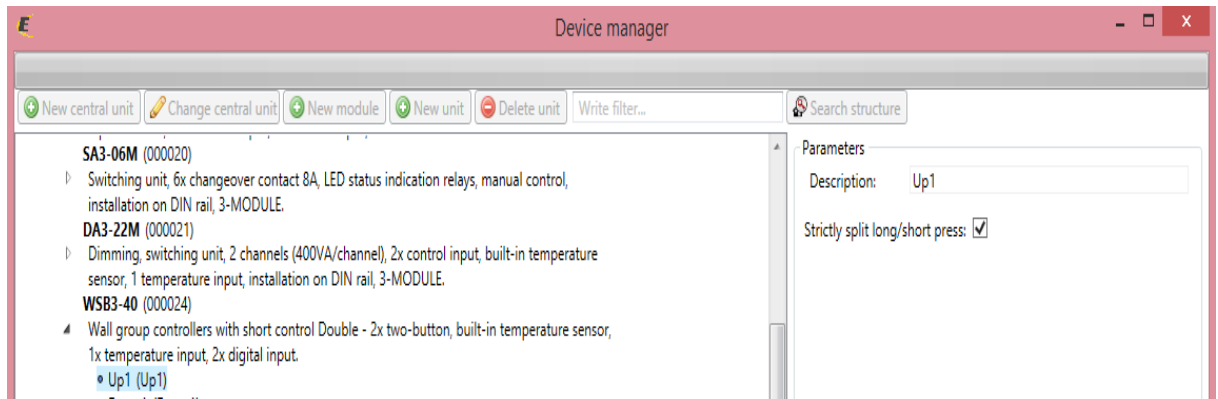 Device manager
New central unit Change central unit New module New unit Delete unit Write filter... Search structure
SA3-06M (000020)
Switching unit, 6x changeover contact 8A, LED status indication relays, manual control,
installation on DIN rail, 3-MODULE.
DA3-22M (000021)
Dimming, switching unit, 2 channels (400VA/channel), 2x control input, built-in temperature
sensor, 1 temperature input, installation on DIN rail, 3-MODULE.
WSB3-40 (000024)
Wall group controllers with short control Double - 2x two-button, built-in temperature sensor,
1x temperature input, 2x digital input.
Up1 (Up1)
Parameters
Description: Up1
Strictly split long/short press: